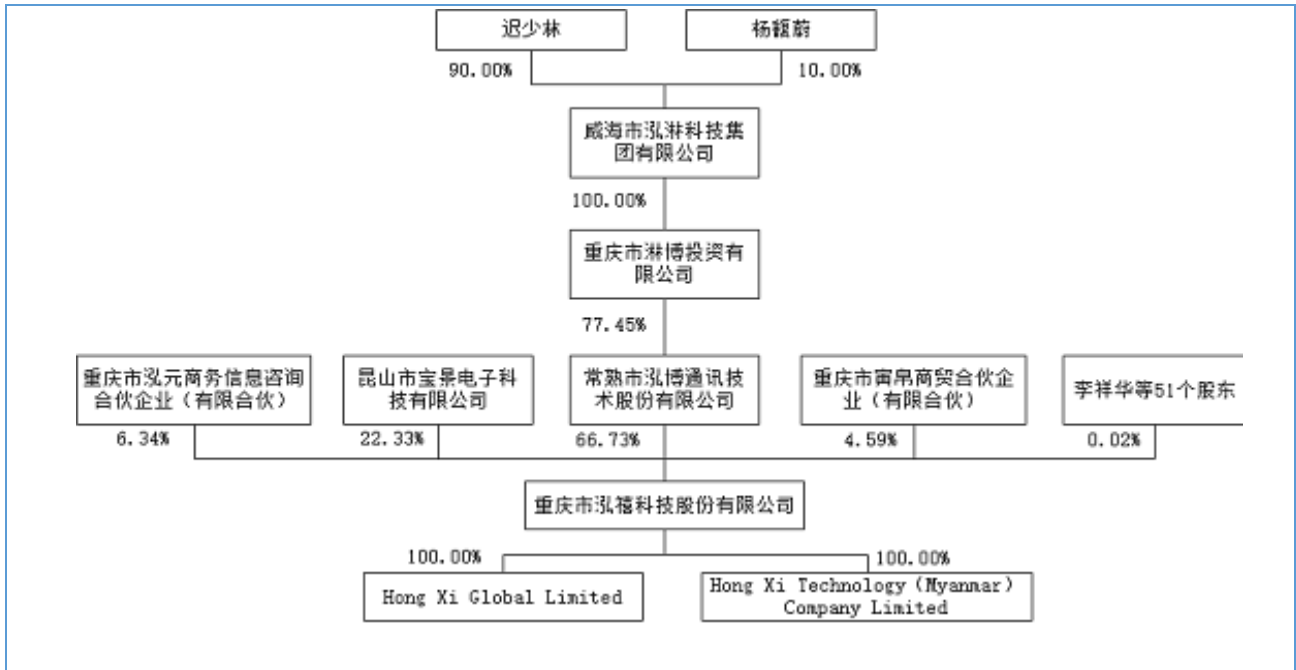 迟少林
杨馥蔚
90.00%
10.00%
威海市泓淋科技集
团有限公司
100.00%
重庆市淋博投资有
限公司
77.45%
重庆市泓元商务信息咨询
合伙企业（有限合伙）
昆山市宝景电子科
技有限公司
常熟市泓博通讯技
术股份有限公司
重庆市甯帛商贸合伙企
业（有限合伙）
李祥华等51个股东
6.34%
22.33%
66.73%
4.59%
0.02%
重庆市泓禧科技股份有限公司
100.00%
100.00%
Hong Xi Global Limited
Hong Xi Technology (Myanmar)
Company Limited